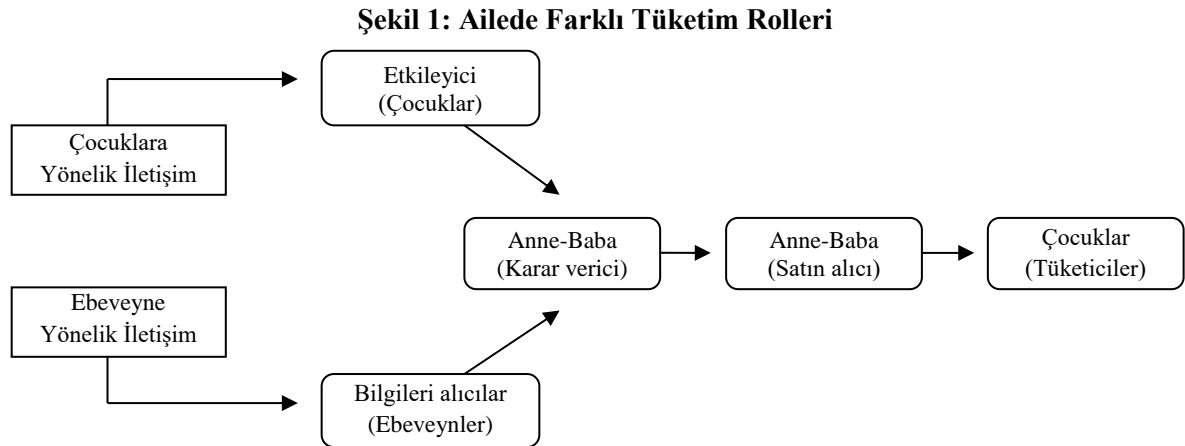 Şekil 1: Ailede Farklı Tüketim Rolleri
Etkileyici
(Çocuklar)
Çocuklara
Yönelik İletişim
Anne-Baba
(Karar verici)
Anne-Baba
(Satın alıcı)
Çocuklar
(Tüketiciler)
Ebeveyne
Yönelik İletişim
Bilgileri alıcılar
(Ebeveynler)